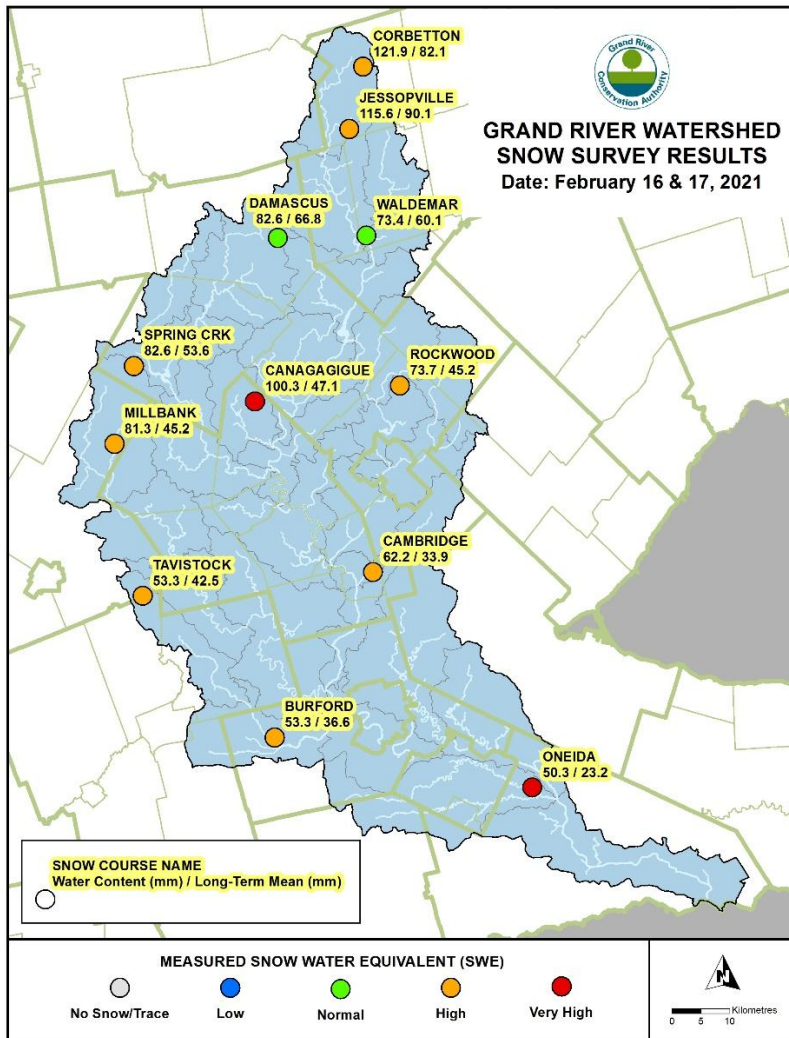 CORBETTON
121.9 / 82.1
Grand River
Conservation Authority
JESSOPVILLE
115.6 / 90.1
GRAND RIVER WATERSHED
SNOW SURVEY RESULTS
Date: February 16 & 17, 2021
DAMASCUS
82.6 / 66.8
WALDEMAR
73.4 / 60.1
SPRING CRK
82.6 / 53.6
CANAGAGIGUE
100.3 / 47.1
ROCKWOOD
73.7 / 45.2
MILLBANK
81.3 / 45.2
TAVISTOCK
53.3 / 42.5
CAMBRIDGE
62.2 / 33.9
BURFORD
53.3 / 36.6
ONEIDA
50.3 / 23.2
SNOW COURSE NAME
Water Content (mm) / Long-Term Mean (mm)
MEASURED SNOW WATER EQUIVALENT (SWE)
No Snow/Trace
Low
Normal
High
Very High
N
Kilometres
0 5 10